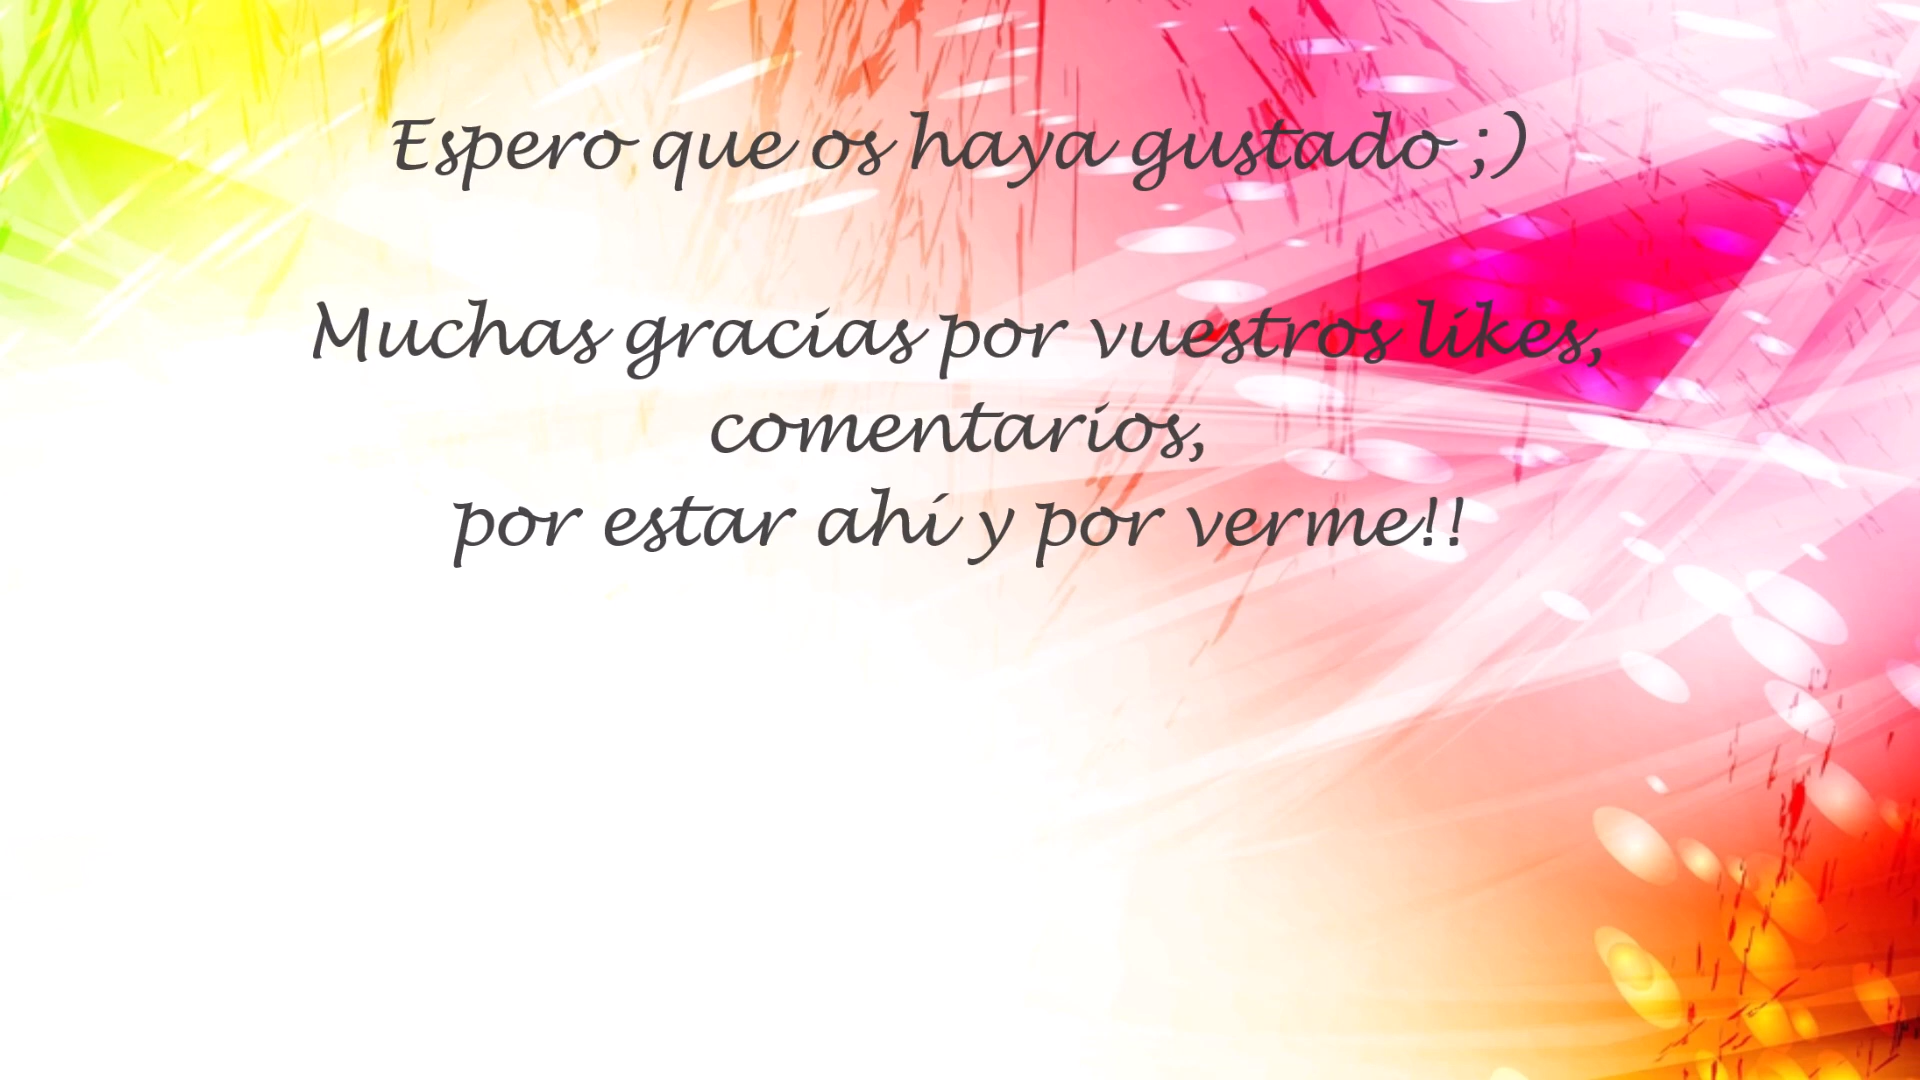 Espero que os haya gustado ;)
Muchas gracias por vuestros likes,
comentarios,
por estar ahí y por verme!!